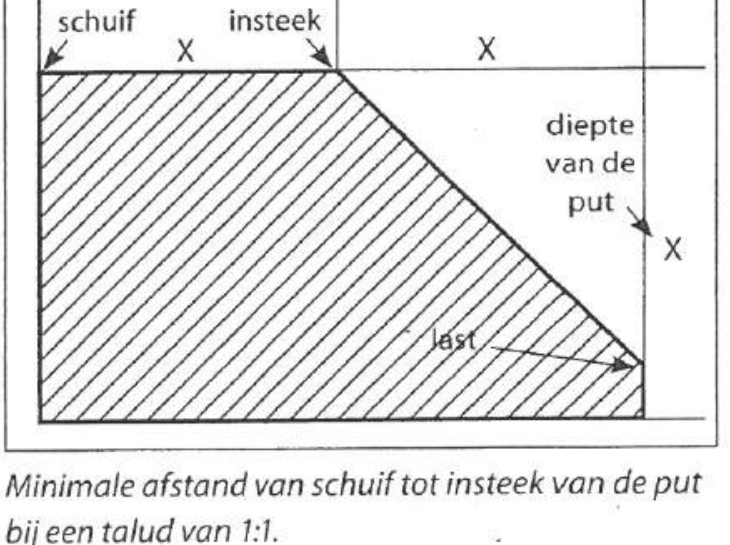 schuif
insteek
X
X
diepte
van de
put
X
last
Minimale afstand van schuif tot insteek van de put
bij een talud van 1:1.